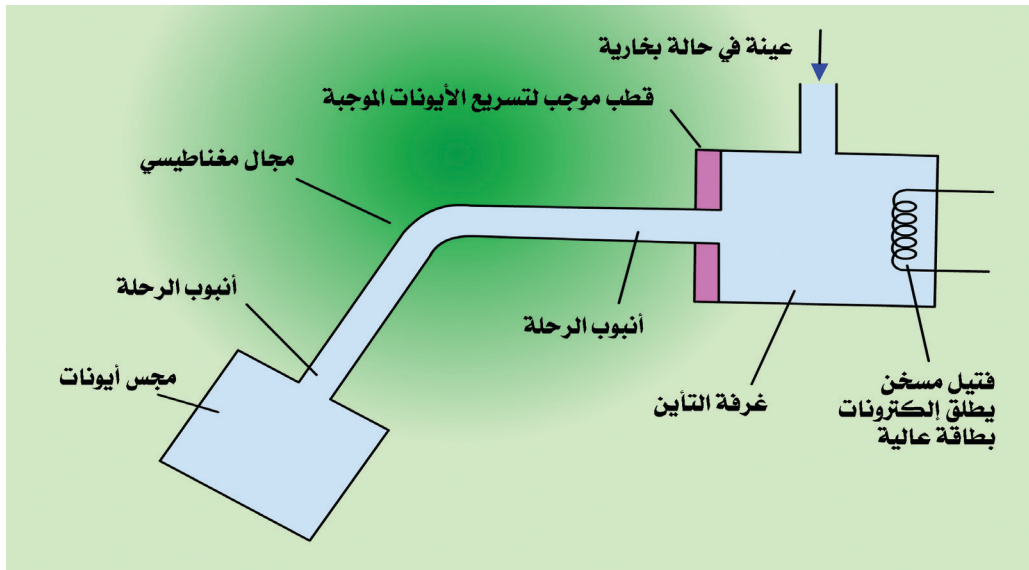 عينة في حالة بخارية
قطب موجب لتسريع الأيونات الموجبة
مجال مغناطيسي
أنبوب الرحلة
أنبوب الرحلة
مجس أيونات
غرفة التأين
فتيل مسخن
يطلق إلكترونات
بطاقة عالية